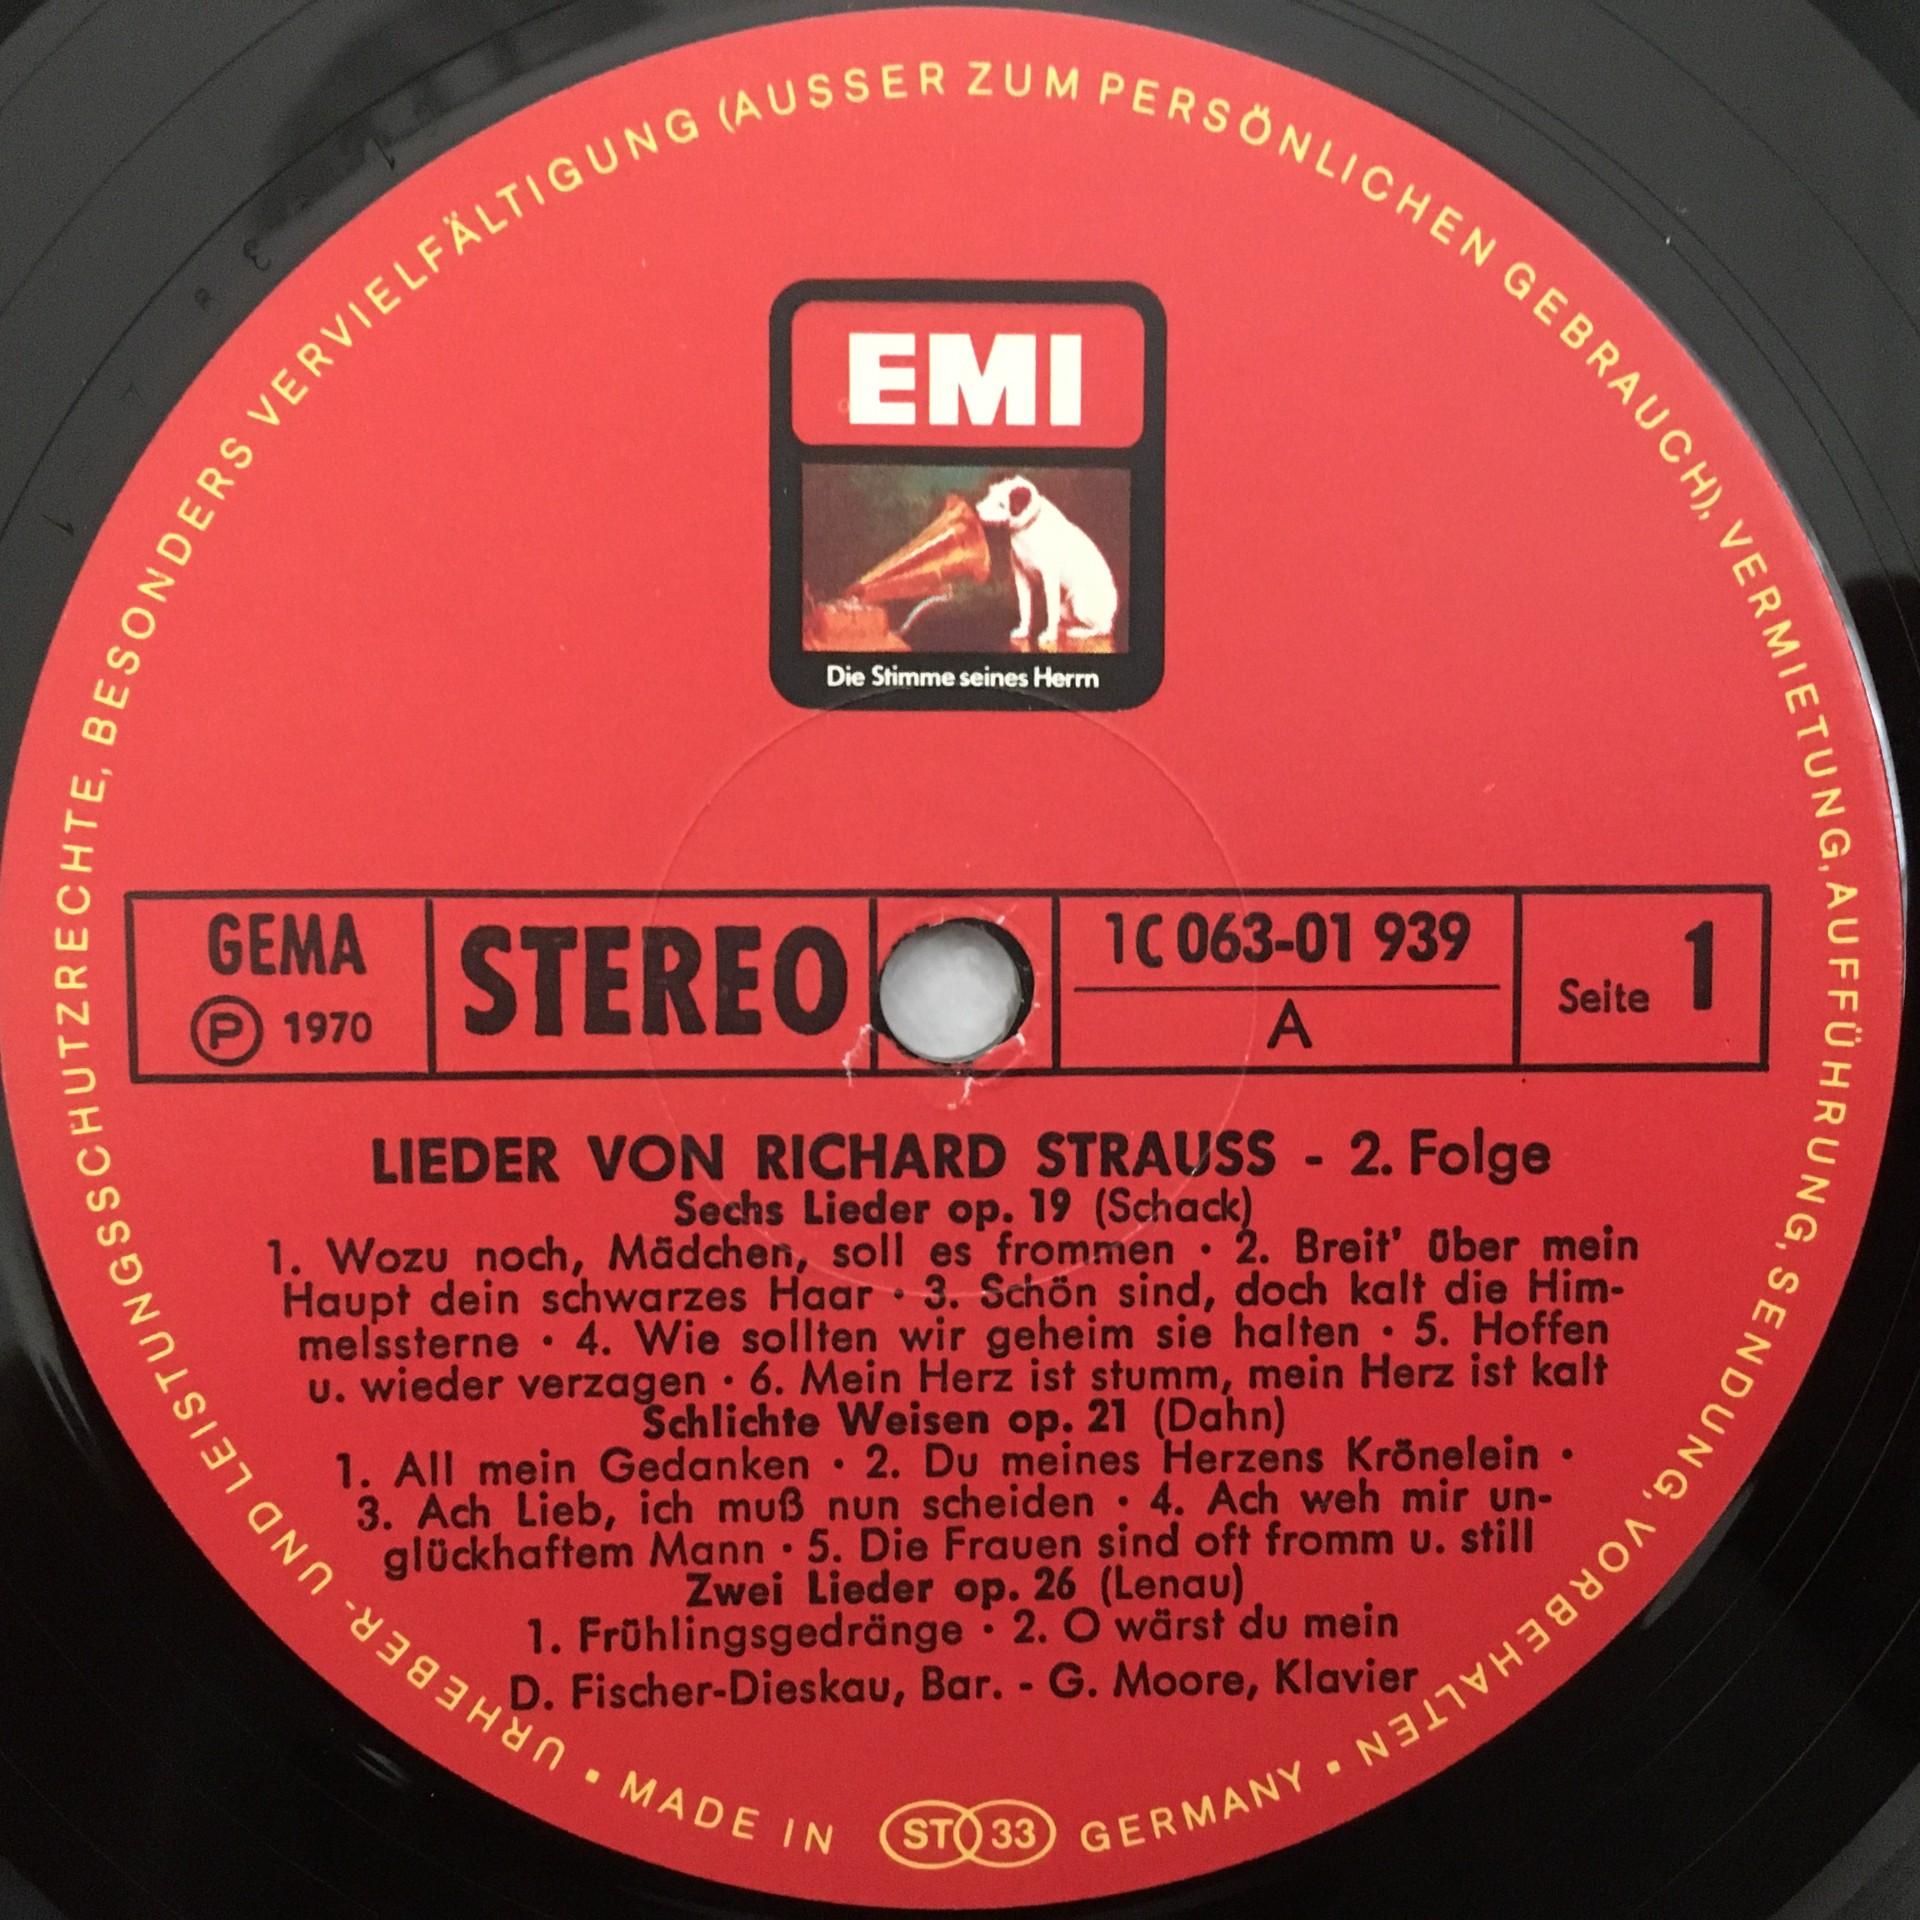 URHEBER- UND LEISTUNGSSCHUTZRECHTE, BESONDERS VERVIELFÄLTIGUNG (AUSSER ZUM PERSÖNLICHEN GEBRAUCH), VERMIETUNG, AUFFÜHRUNG, SENDUNG, VORBEHALTEN •
EMI
Die Stimme seines Herrn
GEMA
Ⓟ 1970
STEREO
1C 063-01 939
A
Seite 1
LIEDER VON RICHARD STRAUSS - 2. Folge
Sechs Lieder op. 19 (Schack)
1. Wozu noch, Mädchen, soll es frommen · 2. Breit' über mein
Haupt dein schwarzes Haar · 3. Schön sind, doch kalt die Him-
melssterne · 4. Wie sollten wir geheim sie halten · 5. Hoffen
u. wieder verzagen · 6. Mein Herz ist stumm, mein Herz ist kalt
Schlichte Weisen op. 21 (Dahn)
1. All mein Gedanken · 2. Du meines Herzens Krönelein ·
3. Ach Lieb, ich muß nun scheiden · 4. Ach weh mir un-
glückhaftem Mann · 5. Die Frauen sind oft fromm u. still
Zwei Lieder op. 26 (Lenau)
1. Frühlingsgedränge · 2. O wärst du mein
D. Fischer-Dieskau, Bar. - G. Moore, Klavier
• MADE IN ST 33 GERMANY